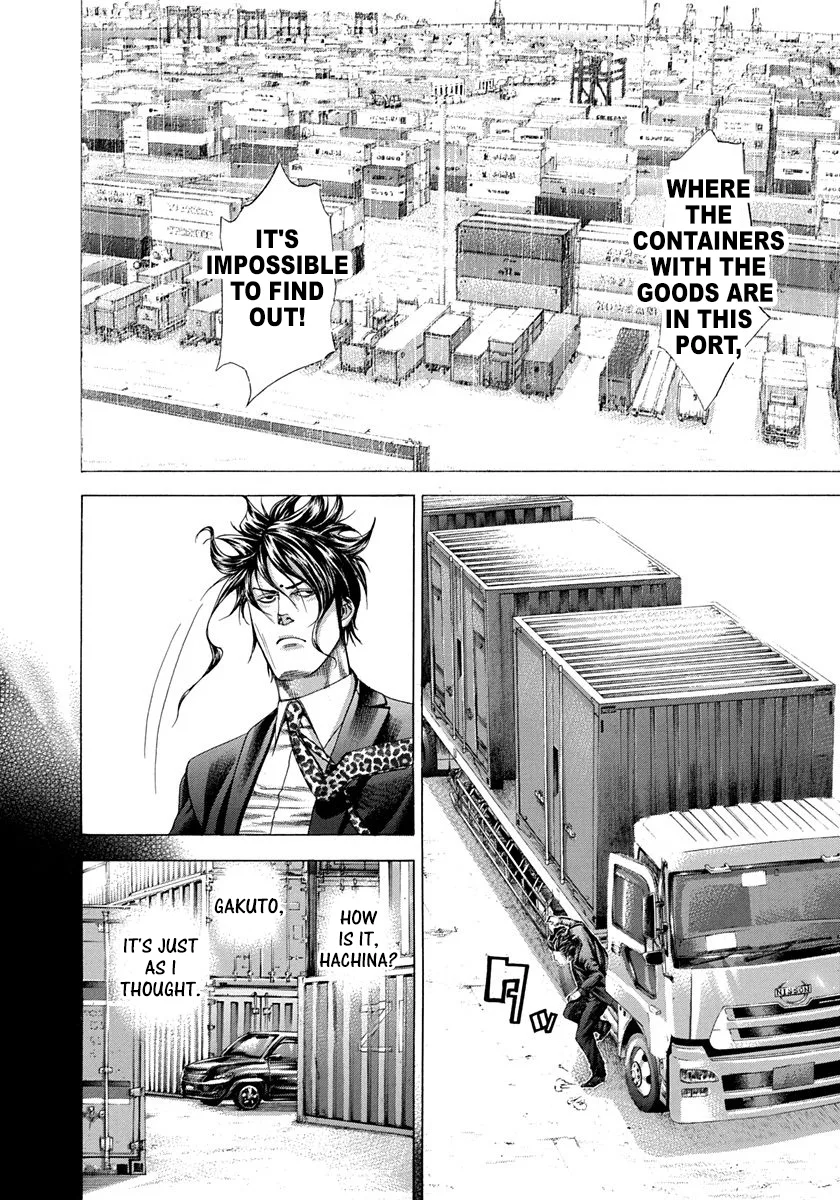 WHERE
THE
CONTAINERS
WITH THE
GOODS ARE
IN THIS
PORT,
IT'S
IMPOSSIBLE
TO FIND
OUT!
NISSON
HOW
IS IT,
HACHINA?
GAKUTO,
IT'S JUST
AS I
THOUGHT.
Z